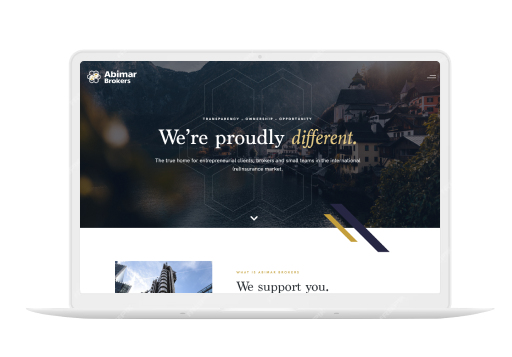 Abimar
Brokers
TRANSPARENCY – OWNERSHIP – OPPORTUNITY
We're proudly different.
The true home for entrepreneurial clients, brokers and small teams in the international
(re)insurance market.
WHAT IS ABIMAR BROKERS
We support you.